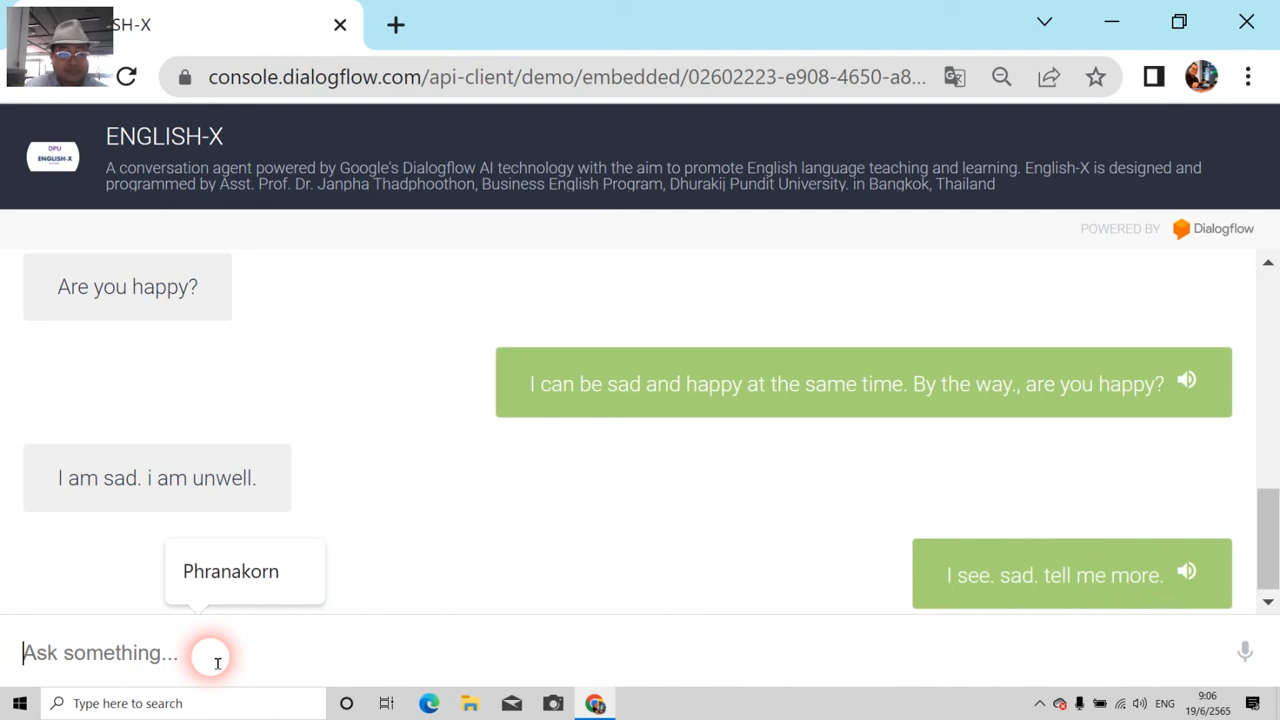 SH-X
console.dialogflow.com/api-client/demo/embedded/02602223-e908-4650-a8...
DPU
ENGLISH-X
ENGLISH-X
A conversation agent powered by Google's Dialogflow AI technology with the aim to promote English language teaching and learning. English-X is designed and
programmed by Asst. Prof. Dr. Janpha Thadphoothon, Business English Program, Dhurakij Pundit University. in Bangkok, Thailand
POWERED BY Dialogflow
Are you happy?
I can be sad and happy at the same time. By the way., are you happy?
I am sad. i am unwell.
Phranakorn
I see. sad. tell me more.
Ask something...
Type here to search
ENG
9:06
19/6/2565